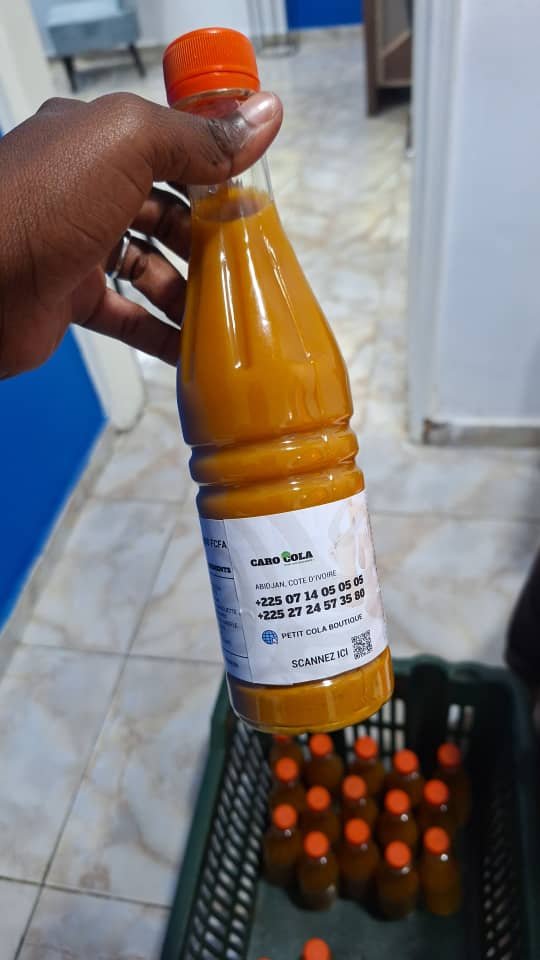 FCFA
CARO COLA
ABIDJAN, COTE D'IVOIRE
+225 07 14 05 05 05
+225 27 24 57 35 80
PETIT COLA BOUTIQUE
SCANNEZ ICI